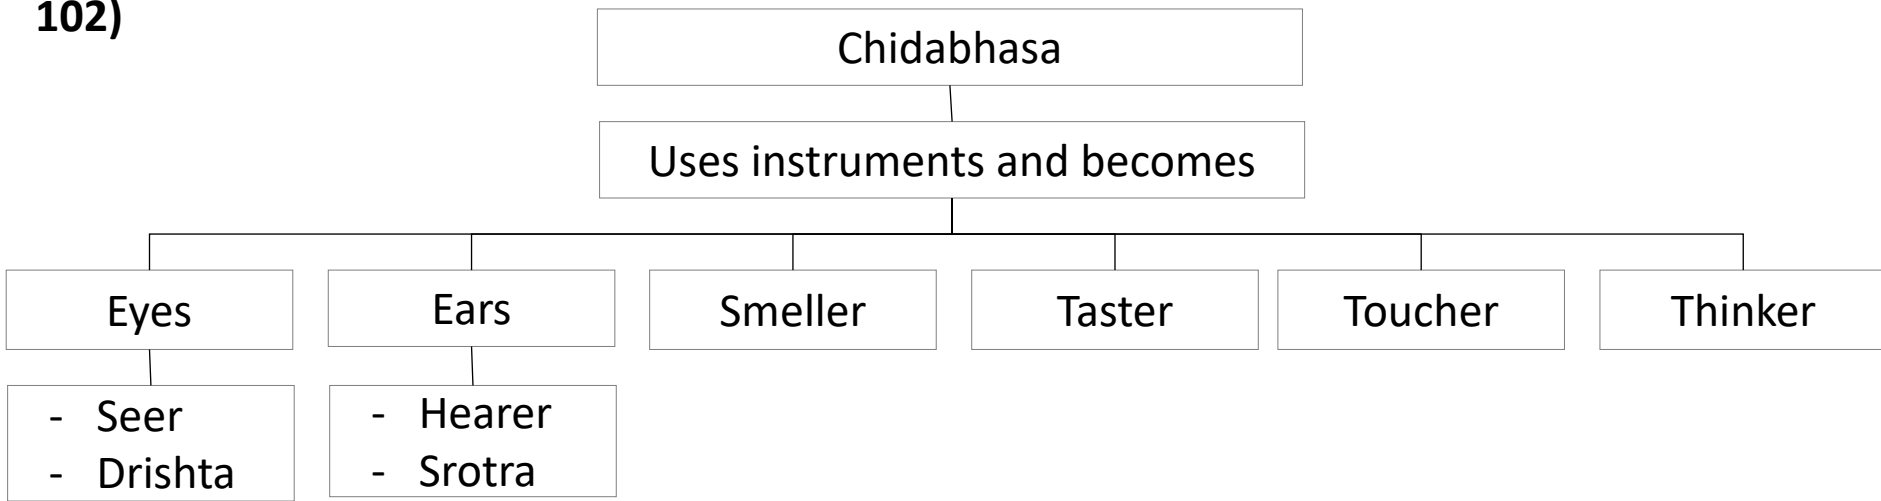 102)
Chidabhasa
Uses instruments and becomes
Eyes
Ears
Smeller
Taster
Toucher
Thinker
- Seer
- Drishta
- Hearer
- Srotra